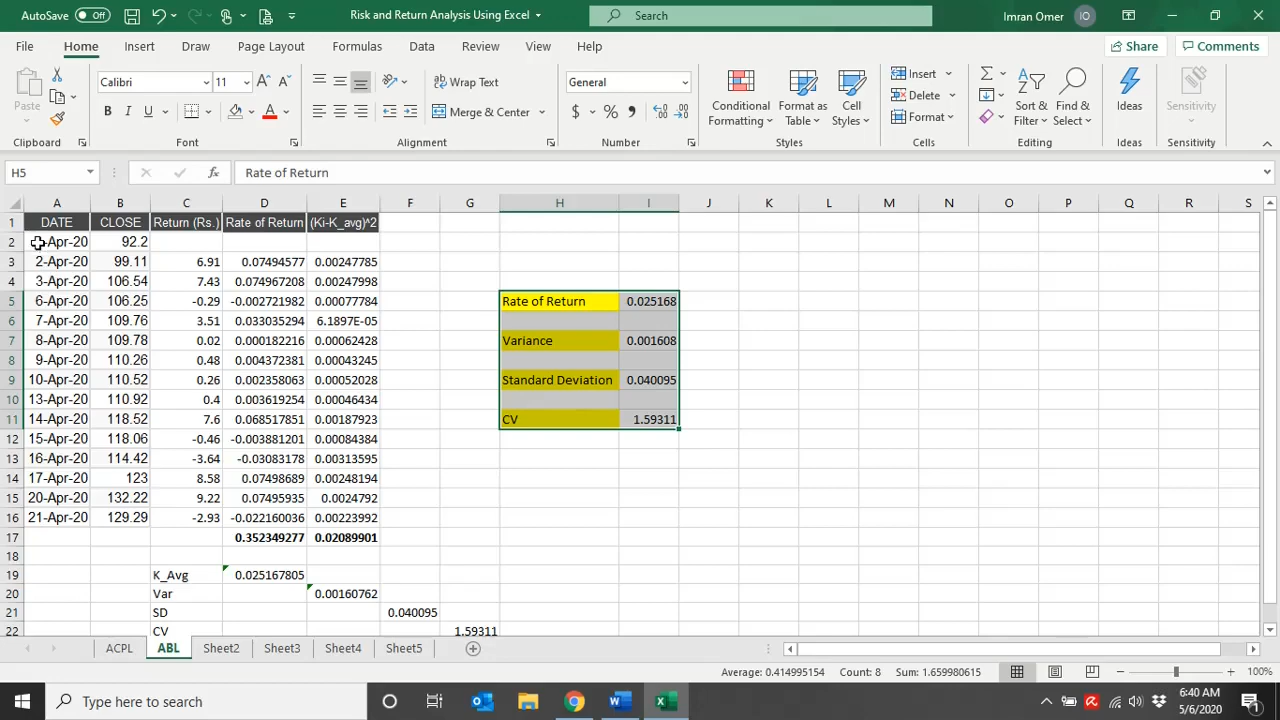 AutoSave Off Risk and Return Analysis Using Excel Search Imran Omer IO
File Home Insert Draw Page Layout Formulas Data Review View Help Share Comments
Paste Calibri 11 A A Wrap Text General Conditional Formatting Format as Table Cell Styles Insert Delete Format Sort & Filter Find & Select Ideas Sensitivity
B I U A Merge & Center $ % ,
Clipboard Font Alignment Number Styles Cells Editing Ideas Sensitivity
H5 fx Rate of Return
A B C D E F G H I J K L M N O P Q R S
1 DATE CLOSE Return (Rs.) Rate of Return (Ki-K_avg)^2
2 -Apr-20 92.2
3 2-Apr-20 99.11 6.91 0.07494577 0.00247785
4 3-Apr-20 106.54 7.43 0.074967208 0.00247998
5 6-Apr-20 106.25 -0.29 -0.002721982 0.00077784 Rate of Return 0.025168
6 7-Apr-20 109.76 3.51 0.033035294 6.1897E-05
7 8-Apr-20 109.78 0.02 0.000182216 0.00062428 Variance 0.001608
8 9-Apr-20 110.26 0.48 0.004372381 0.00043245
9 10-Apr-20 110.52 0.26 0.002358063 0.00052028 Standard Deviation 0.040095
10 13-Apr-20 110.92 0.4 0.003619254 0.00046434
11 14-Apr-20 118.52 7.6 0.068517851 0.00187923 CV 1.59311
12 15-Apr-20 118.06 -0.46 -0.003881201 0.00084384
13 16-Apr-20 114.42 -3.64 -0.03083178 0.00313595
14 17-Apr-20 123 8.58 0.07498689 0.00248194
15 20-Apr-20 132.22 9.22 0.07495935 0.0024792
16 21-Apr-20 129.29 -2.93 -0.022160036 0.00223992
17 0.352349277 0.02089901
18
19 K_Avg 0.025167805
20 Var 0.00160762
21 SD 0.040095
22 CV 1.59311
ACPL ABL Sheet2 Sheet3 Sheet4 Sheet5
Average: 0.414995154 Count: 8 Sum: 1.659980615 100%
Type here to search 6:40 AM
5/6/2020 1